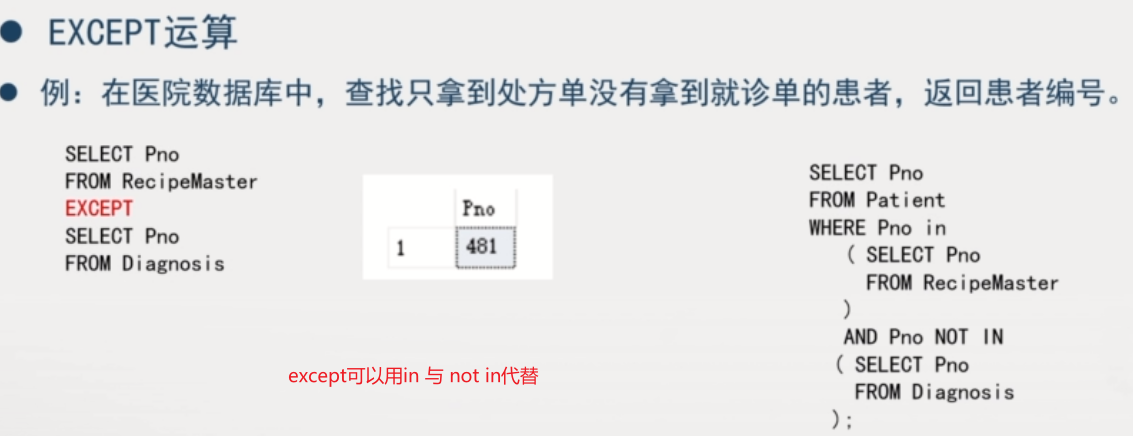 EXCEPT运算
例：在医院数据库中，查找只拿到处方单没有拿到就诊单的患者，返回患者编号。
SELECT Pno
FROM RecipeMaster
EXCEPT
SELECT Pno
FROM Diagnosis
Pno
1 481
SELECT Pno
FROM Patient
WHERE Pno in
( SELECT Pno
FROM RecipeMaster
)
AND Pno NOT IN
( SELECT Pno
FROM Diagnosis
);
except可以用in 与 not in代替